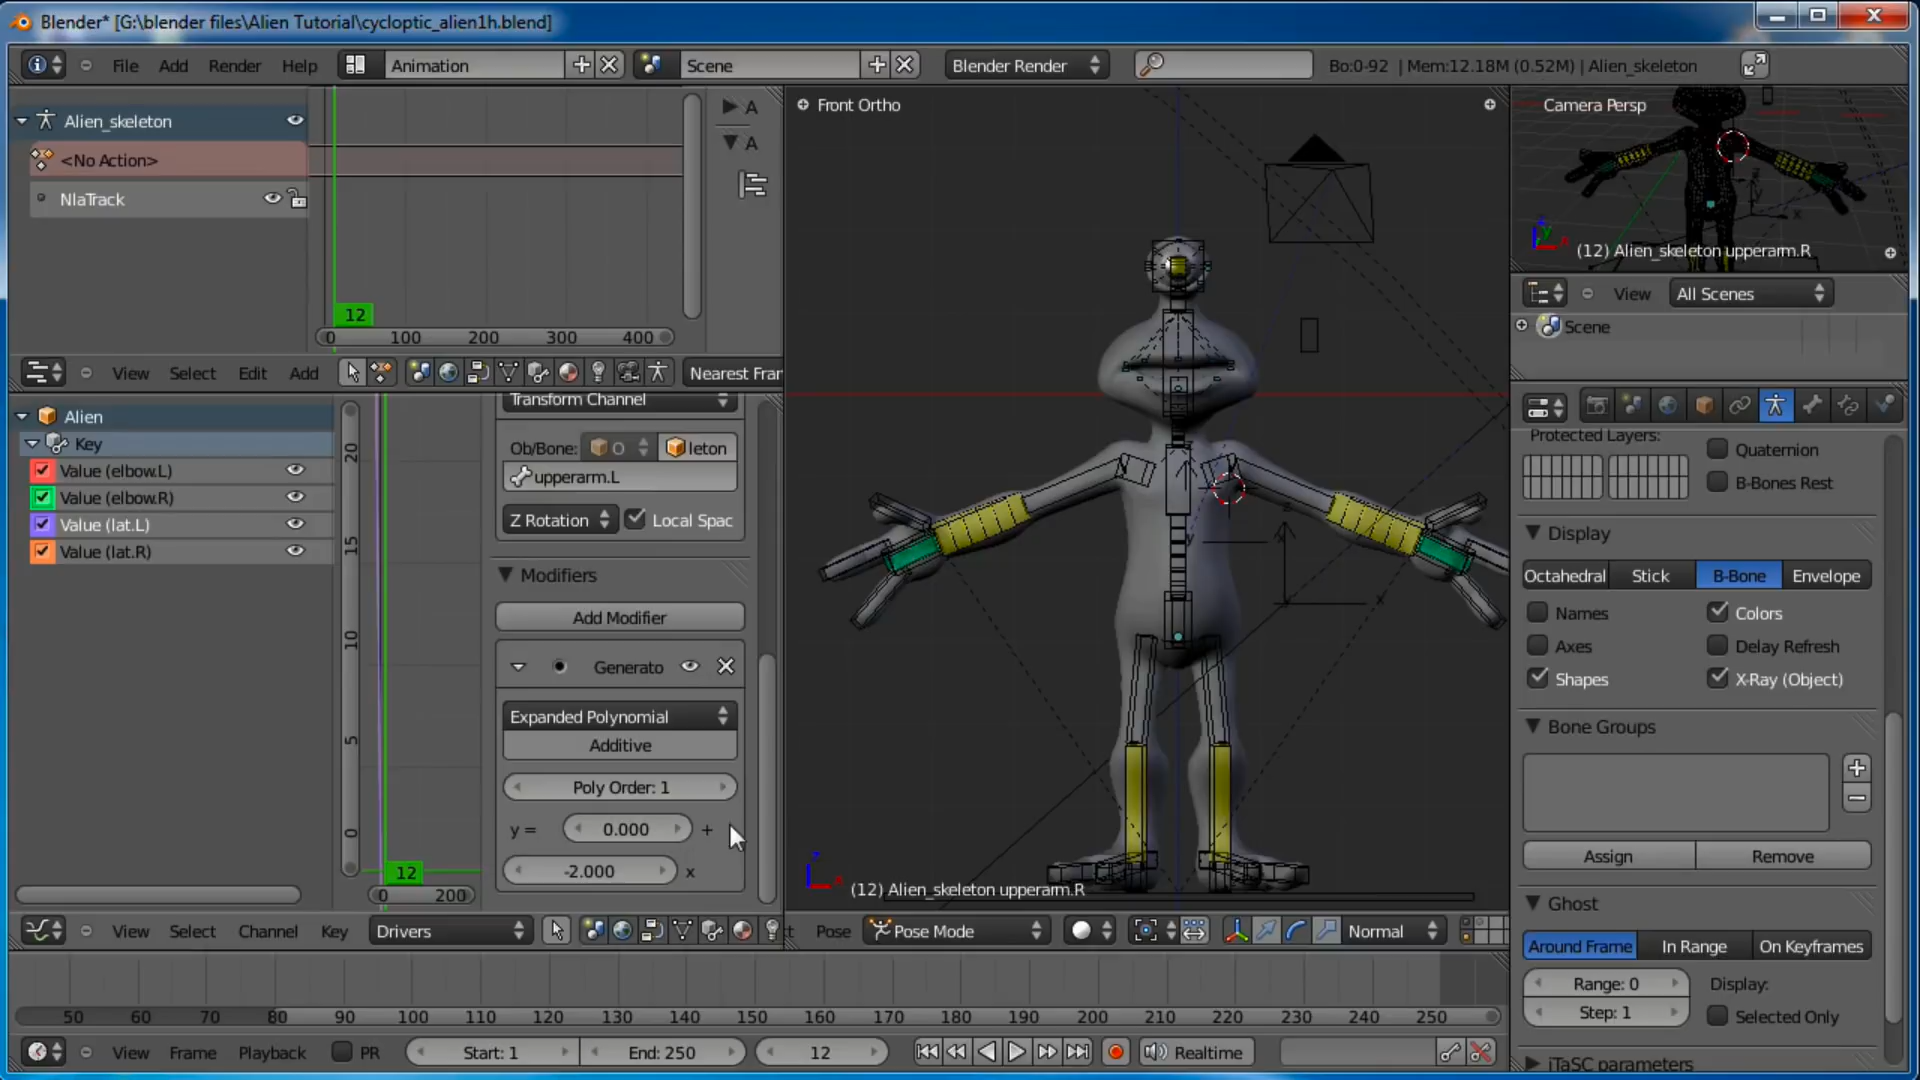 Blender* [G:\blender files\Alien Tutorial\cycloptic_alien1h.blend]
File Add Render Help Animation Scene Blender Render Bo:0-92 | Mem:12.18M (0.52M) | Alien_skeleton
Alien_skeleton
<No Action>
NlaTrack
A
A
12
0 100 200 300 400
View Select Edit Add Nearest Frar
Alien
Key
Value (elbow.L)
Value (elbow.R)
Value (lat.L)
Value (lat.R)
20
15
10
5
0
12
0 200
Transform Channel
Ob/Bone: O leton
upperarm.L
Z Rotation Local Spac
Modifiers
Add Modifier
Generato
Expanded Polynomial
Additive
Poly Order: 1
y = 0.000 +
-2.000 x
View Select Channel Key Drivers
Front Ortho
y
x
z
(12) Alien_skeleton upperarm.R
t Pose Pose Mode Normal
Camera Persp
(12) Alien_skeleton upperarm.R
View All Scenes
Scene
Protected Layers:
Quaternion
B-Bones Rest
Display
Octahedral Stick B-Bone Envelope
Names Colors
Axes Delay Refresh
Shapes X-Ray (Object)
Bone Groups
Assign Remove
Ghost
Around Frame In Range On Keyframes
Range: 0 Display:
Step: 1 Selected Only
iTaSC parameters
50 60 70 80 90 100 110 120 130 140 150 160 170 180 190 200 210 220 230 240 250
View Frame Playback PR Start: 1 End: 250 12 Realtime